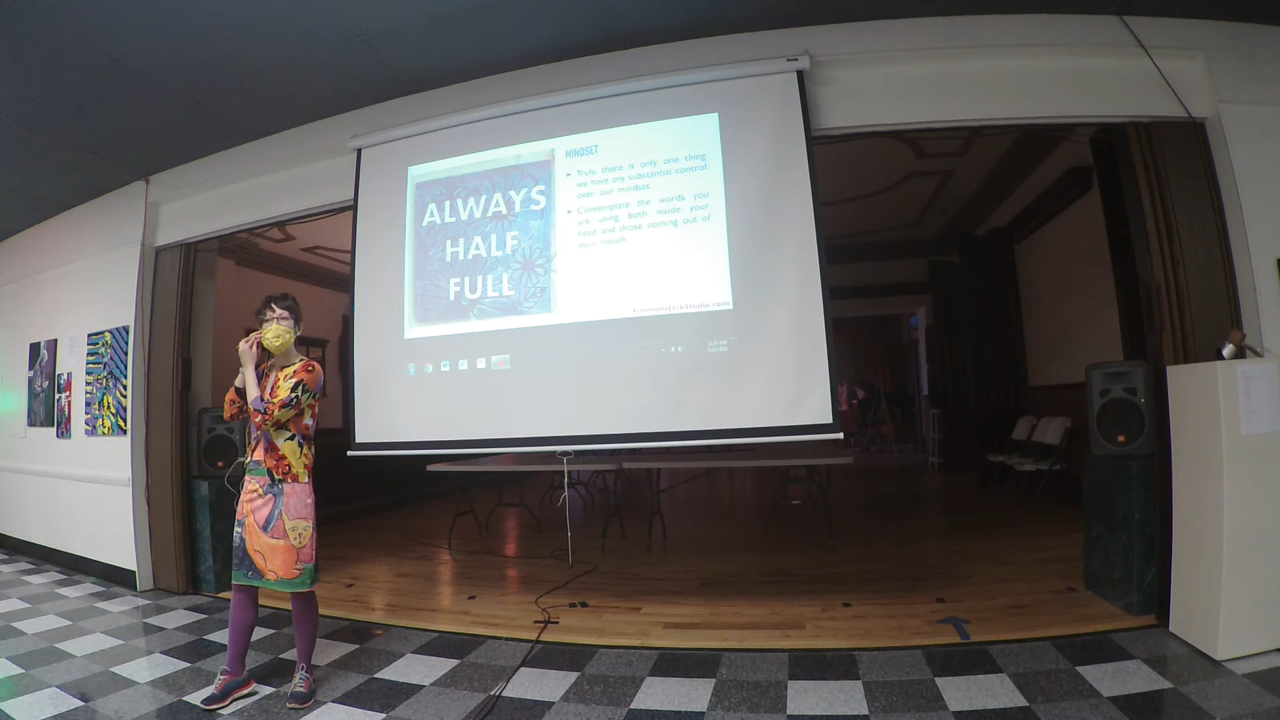 ALWAYS
HALF
FULL
MINDSET
➤ Truly, there is only one thing
we have any substantial control
over: our mindset
➤ Contemplate the words you
are using, both inside your
head and those coming out of
your mouth